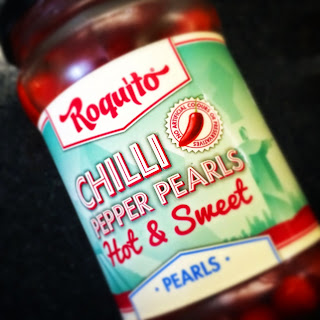 Roquito
NO ARTIFICIAL COLOURS OR PRESERVATIVES
CHILLI
PEPPER PEARLS
Hot & Sweet
· PEARLS ·